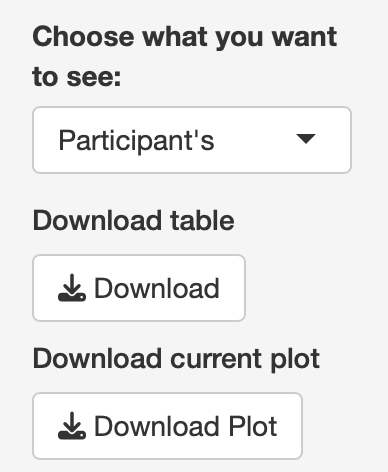 Choose what you want
to see:
Participant's
Download table
Download
Download current plot
Download Plot